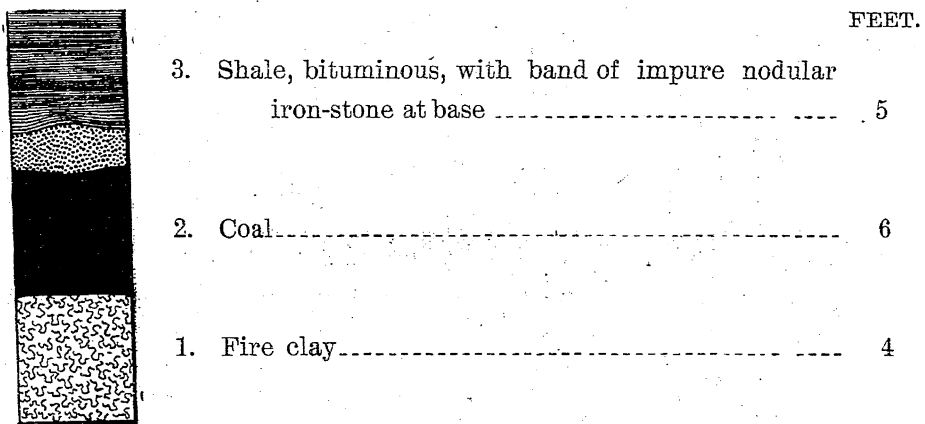 FEET.
3. Shale, bituminous, with band of impure nodular
iron-stone at base 5
2. Coal 6
1. Fire clay 4